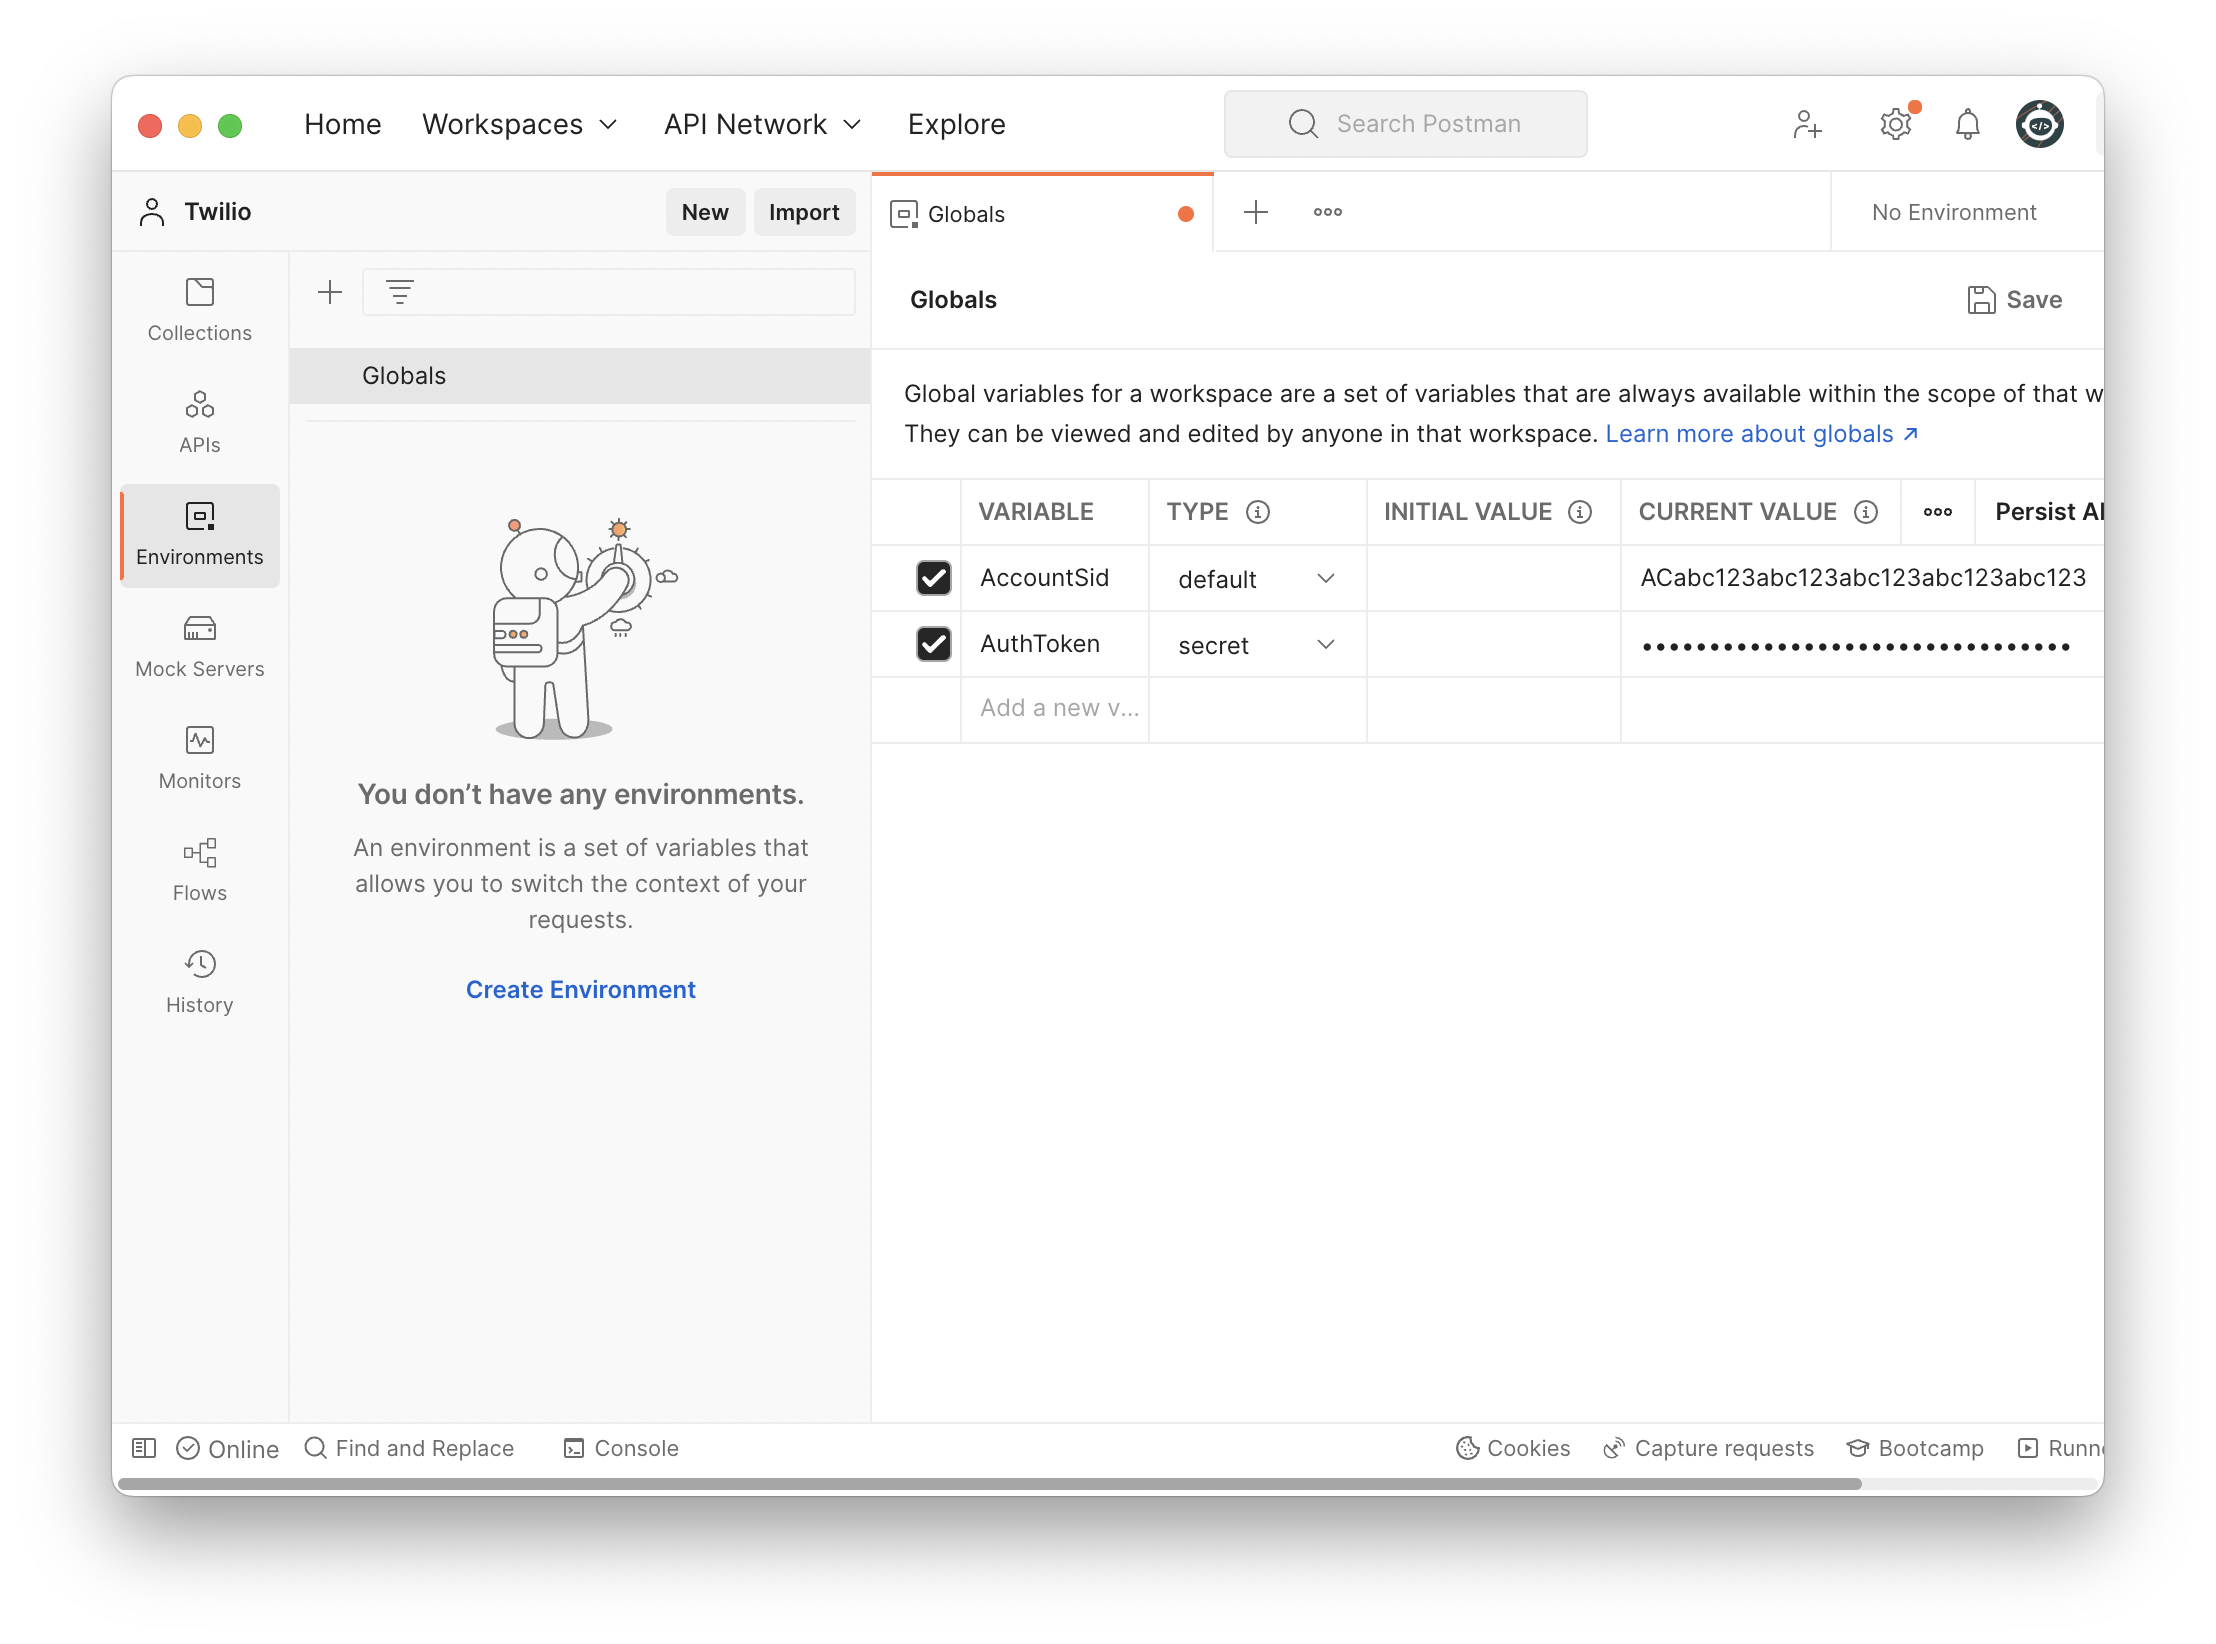 Home Workspaces API Network Explore Search Postman
Twilio New Import Globals No Environment
Collections
APIs
Environments
Mock Servers
Monitors
Flows
History
Globals
You don’t have any environments.
An environment is a set of variables that
allows you to switch the context of your
requests.
Create Environment
Globals Save
Global variables for a workspace are a set of variables that are always available within the scope of that w
They can be viewed and edited by anyone in that workspace. Learn more about globals ↗
VARIABLE TYPE INITIAL VALUE CURRENT VALUE Persist Al
AccountSid default ACabc123abc123abc123abc123abc123
AuthToken secret ••••••••••••••••••••••••••••••••
Add a new v...
Online Find and Replace Console Cookies Capture requests Bootcamp Runn